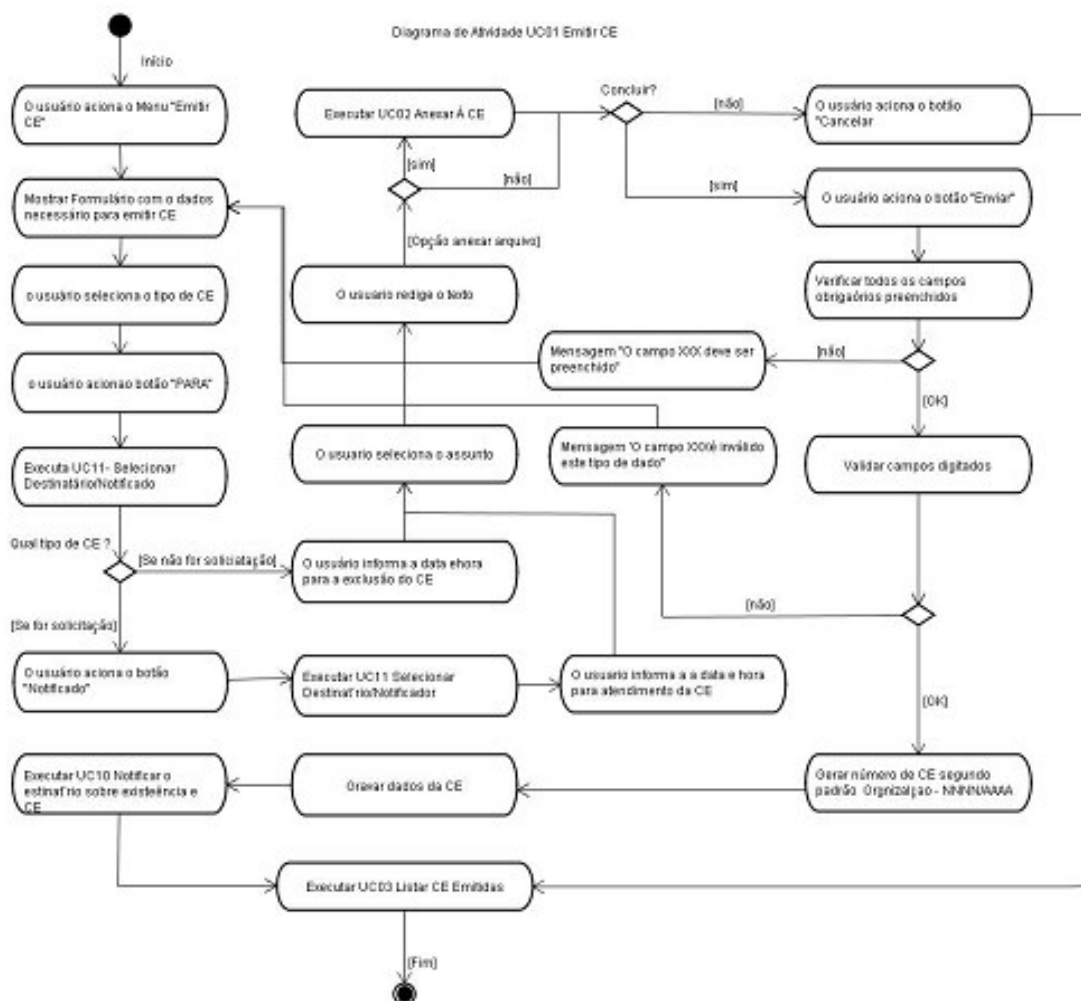 Diagrama de Atividade UC01 Emitir CE
Início
O usuário aciona o Menu "Emitir
CE"
Mostrar Formulário com o dados
necessário para emitir CE
o usuário seleciona o tipo de CE
o usuário acionao botão "PARA"
Executa UC11- Selecionar
Destinatário/Notificado
Qual tipo de CE ?
[Se não for soliciatação]
[Se for solicitação]
O usuário aciona o botão
"Notificado"
Executar UC11 Selecionar
Destinat´rio/Notificador
O usuario informa a a data e hora
para atendimento da CE
O usuário informa a data ehora
para a exclusão do CE
O usuario seleciona o assunto
O usuario redige o texto
[Opção anexar arquivo]
[sim]
[não]
Executar UC02 Anexar À CE
Concluir?
[não]
[sim]
O usuário aciona o botão
"Cancelar
O usuário aciona o botão "Enviar"
Verificar todos os campos
obrigaórios preenchidos
[não]
Mensagem "O campo XXX deve ser
preenchido"
[OK]
Validar campos digitados
Mensagem 'O campo XXXé inválido
este tipo de dado"
[não]
[OK]
Gerar número de CE segundo
padrão Orgnizalçao - NNNN/AAAA
Gravar dados da CE
Executar UC10 Notificar o
estinat´rio sobre existeência e
CE
Executar UC03 Listar CE Emitidas
[Fim]